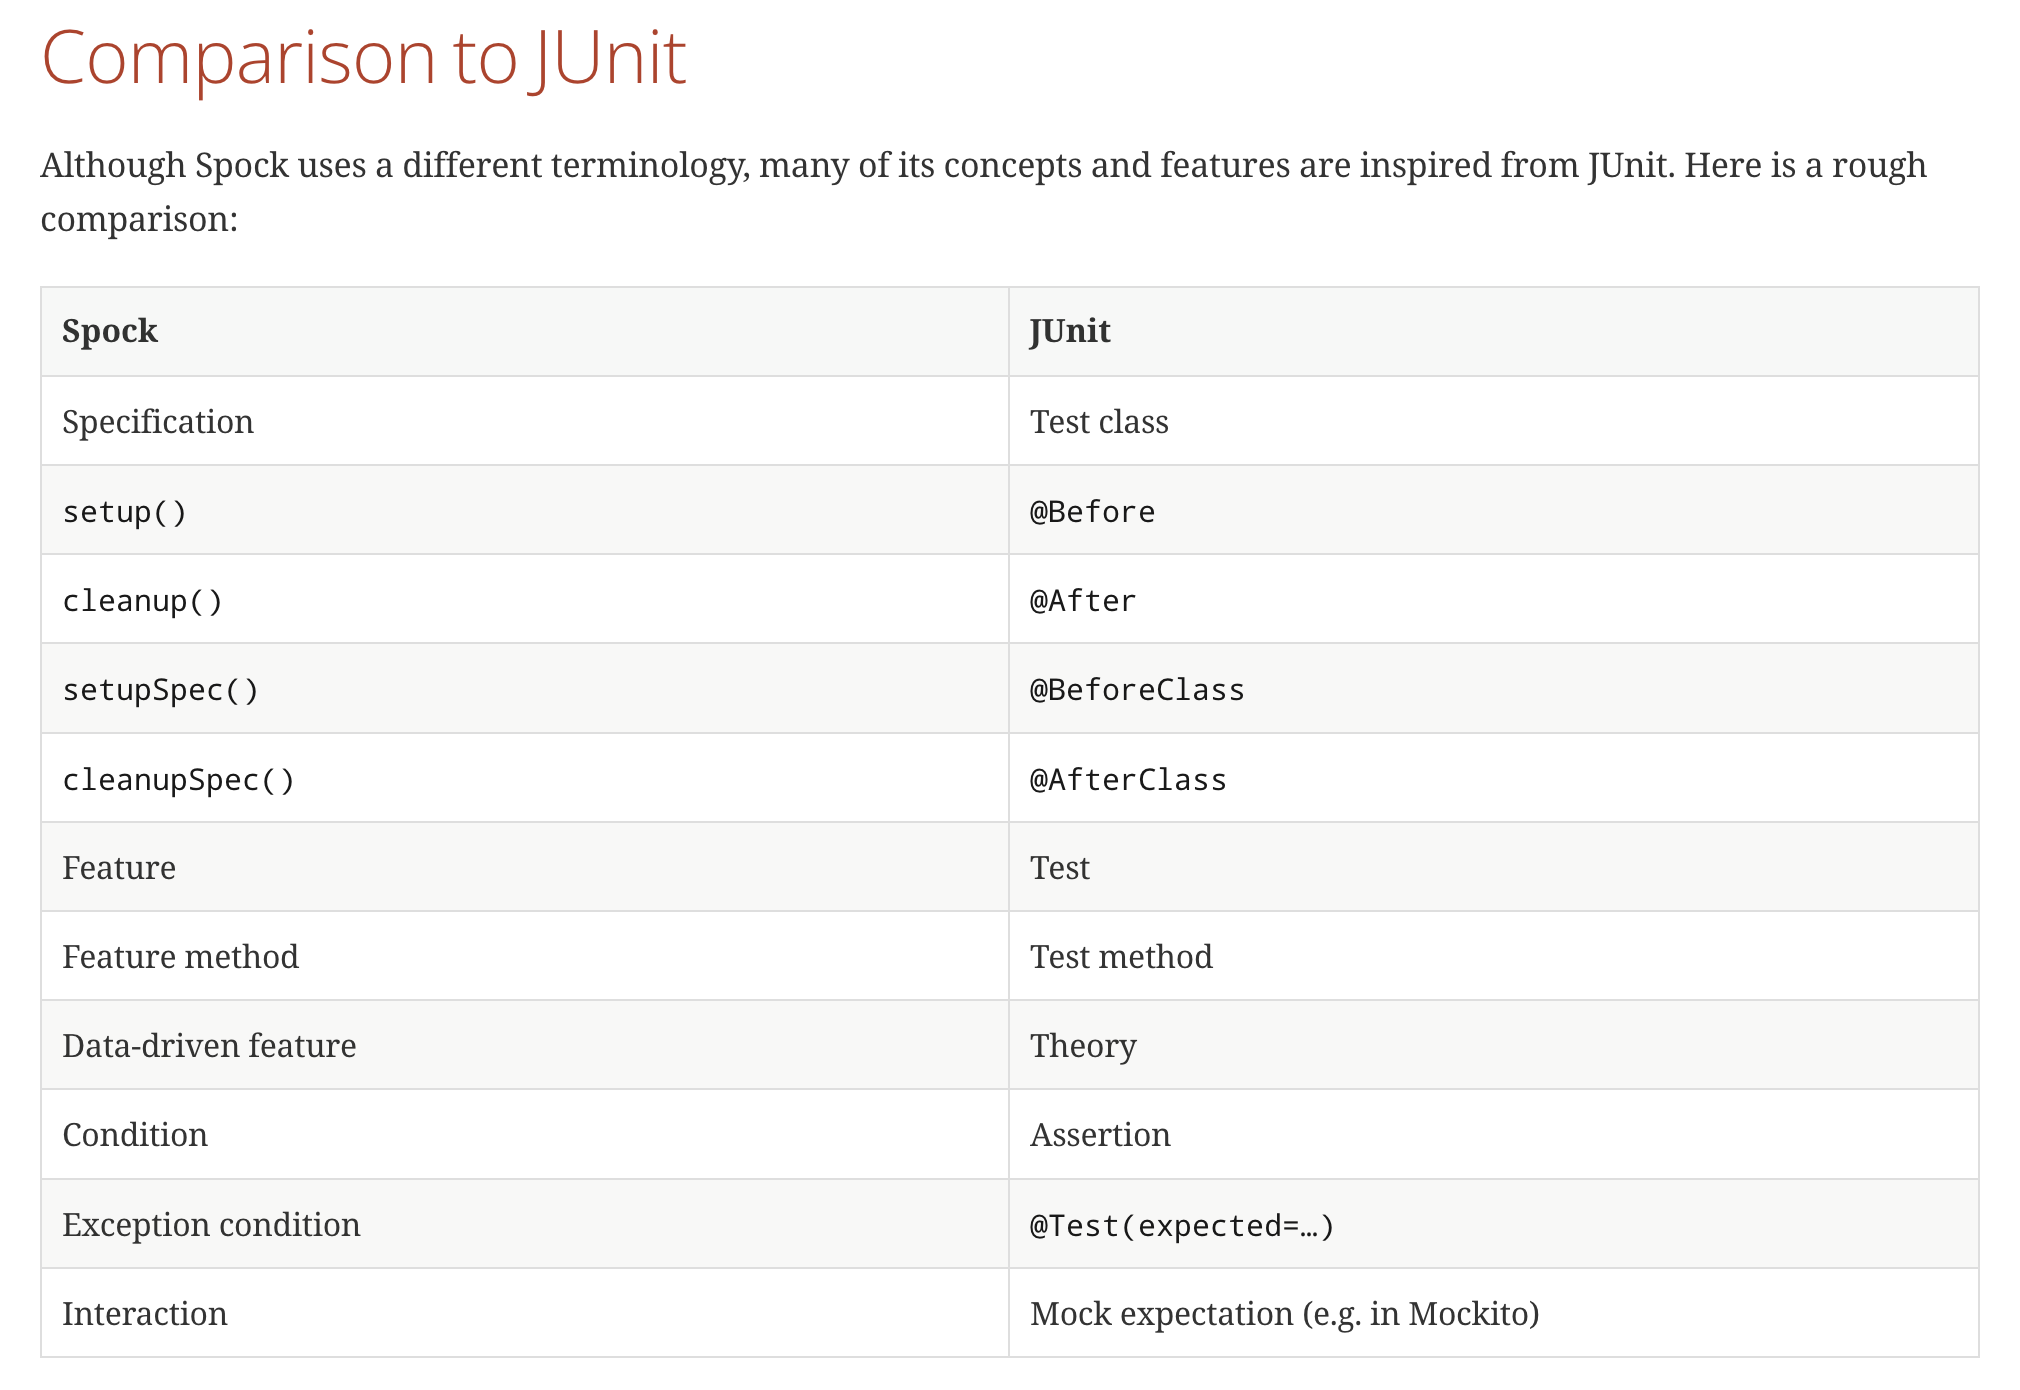 Comparison to JUnit
Although Spock uses a different terminology, many of its concepts and features are inspired from JUnit. Here is a rough
comparison:
Spock JUnit
Specification Test class
setup() @Before
cleanup() @After
setupSpec() @BeforeClass
cleanupSpec() @AfterClass
Feature Test
Feature method Test method
Data-driven feature Theory
Condition Assertion
Exception condition @Test(expected=…)
Interaction Mock expectation (e.g. in Mockito)